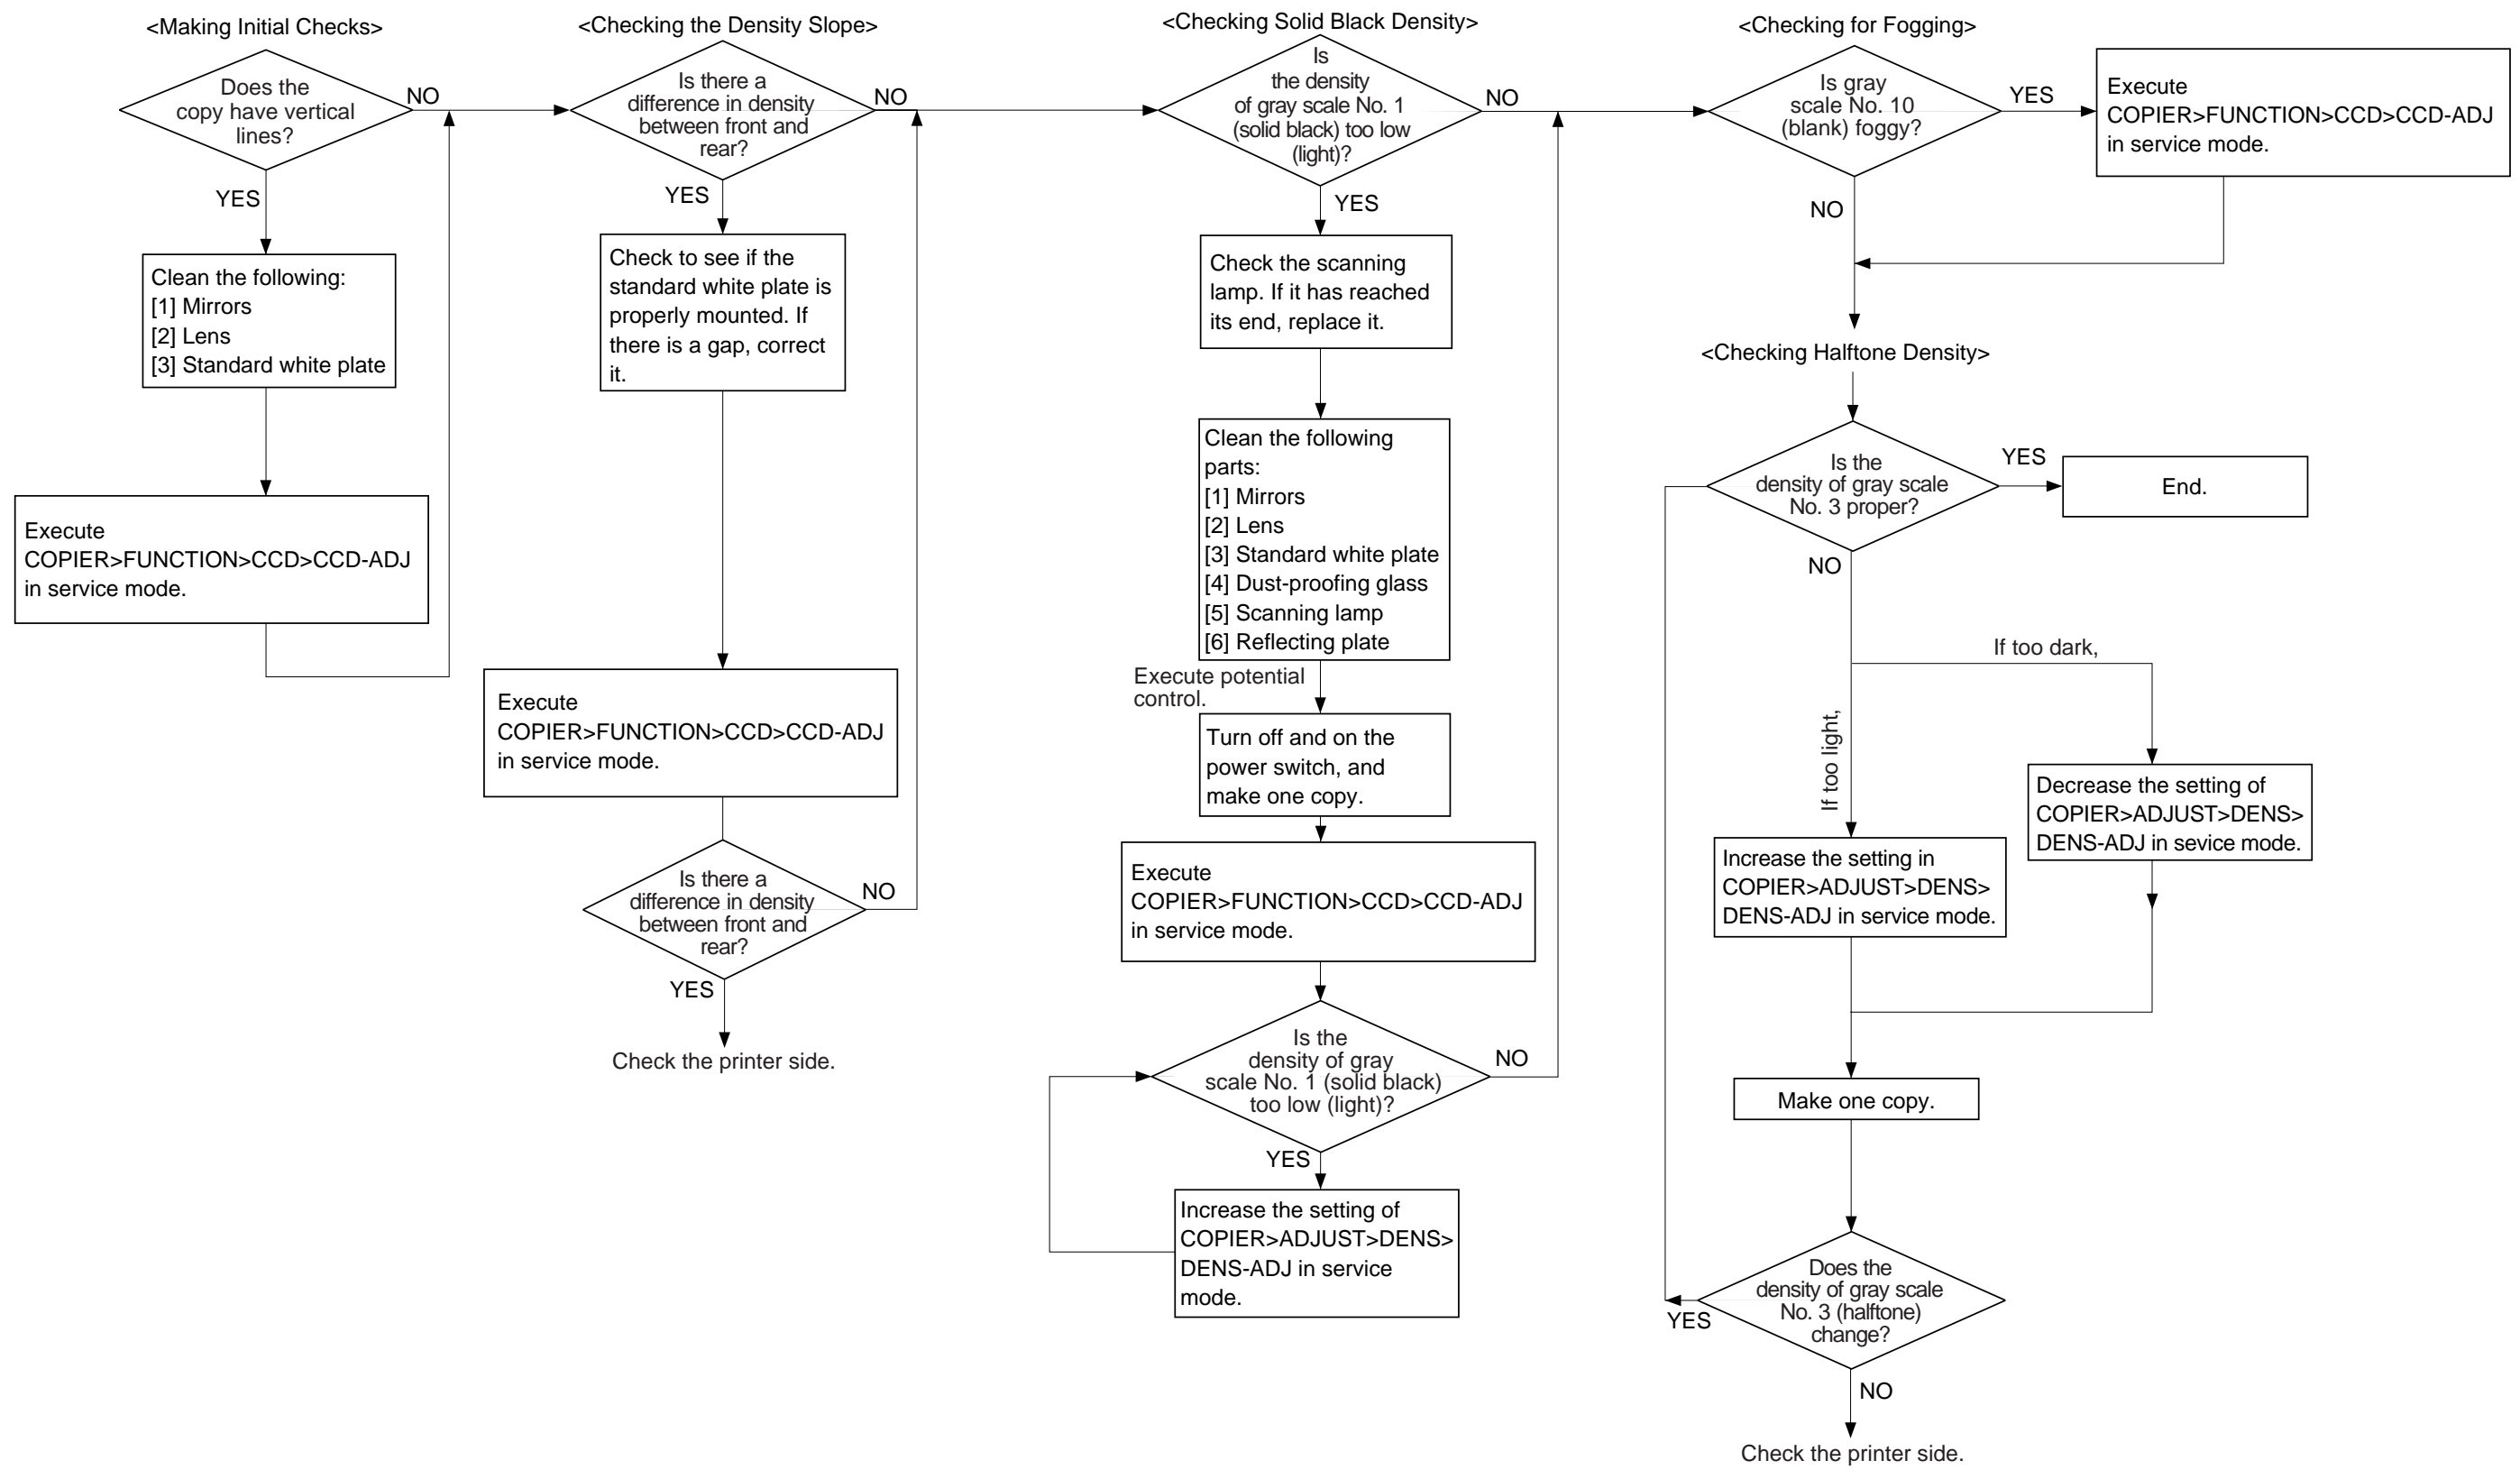 <Making Initial Checks>
Does the
copy have vertical
lines?
NO
YES
Clean the following:
[1] Mirrors
[2] Lens
[3] Standard white plate
Execute
COPIER>FUNCTION>CCD>CCD-ADJ
in service mode.
<Checking the Density Slope>
Is there a
difference in density
between front and
rear?
NO
YES
Check to see if the
standard white plate is
properly mounted. If
there is a gap, correct
it.
Execute
COPIER>FUNCTION>CCD>CCD-ADJ
in service mode.
Is there a
difference in density
between front and
rear?
NO
YES
Check the printer side.
<Checking Solid Black Density>
Is
the density
of gray scale No. 1
(solid black) too low
(light)?
NO
YES
Check the scanning
lamp. If it has reached
its end, replace it.
Clean the following
parts:
[1] Mirrors
[2] Lens
[3] Standard white plate
[4] Dust-proofing glass
[5] Scanning lamp
[6] Reflecting plate
Execute potential
control.
Turn off and on the
power switch, and
make one copy.
Execute
COPIER>FUNCTION>CCD>CCD-ADJ
in service mode.
Is the
density of gray
scale No. 1 (solid black)
too low (light)?
NO
YES
Increase the setting of
COPIER>ADJUST>DENS>
DENS-ADJ in service
mode.
<Checking for Fogging>
Is gray
scale No. 10
(blank) foggy?
YES
Execute
COPIER>FUNCTION>CCD>CCD-ADJ
in service mode.
NO
<Checking Halftone Density>
Is the
density of gray scale
No. 3 proper?
YES
End.
NO
If too dark,
If too light,
Decrease the setting of
COPIER>ADJUST>DENS>
DENS-ADJ in sevice mode.
Increase the setting in
COPIER>ADJUST>DENS>
DENS-ADJ in service mode.
Make one copy.
Does the
density of gray scale
No. 3 (halftone)
change?
YES
NO
Check the printer side.